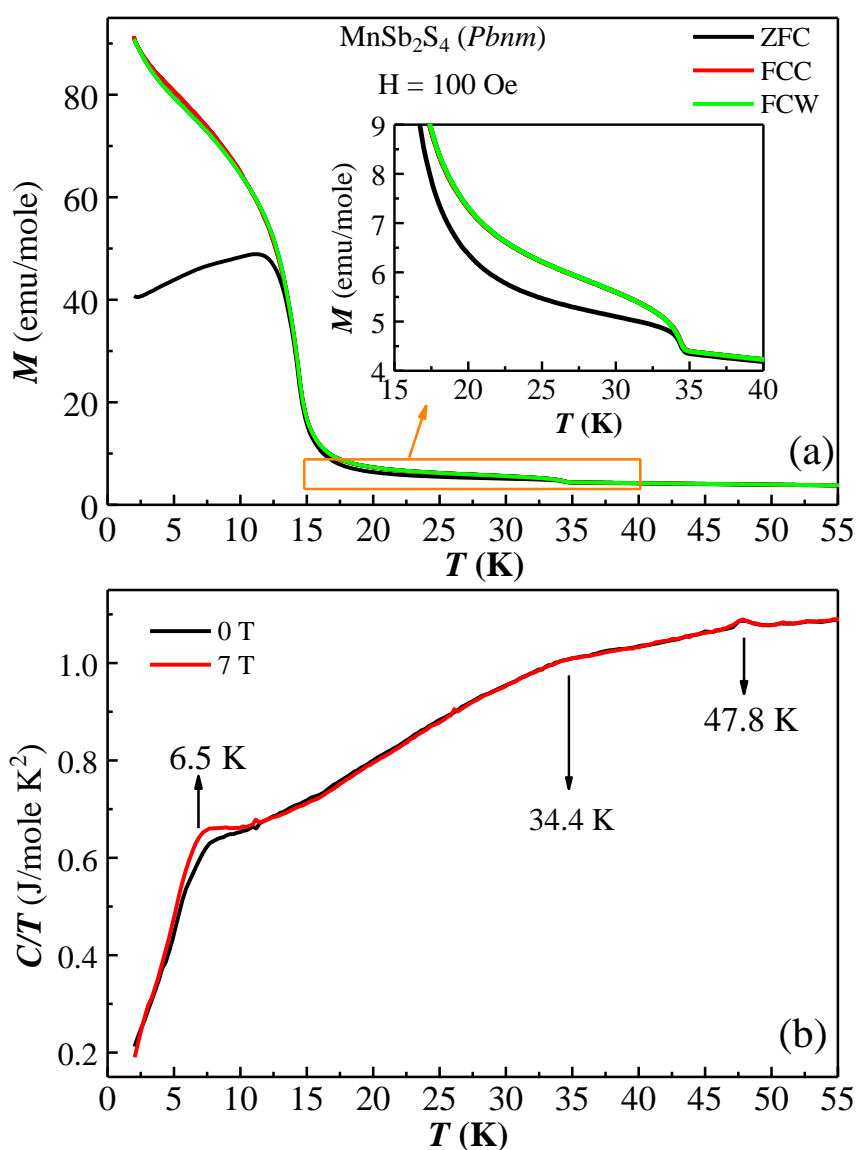 MnSb₂S₄ (Pbnm)
H = 100 Oe
ZFC
FCC
FCW
M (emu/mole)
80
60
40
20
0
0 5 10 15 20 25 30 35 40 45 50 55
T (K)
M (emu/mole)
9
8
7
6
5
4
15 20 25 30 35 40
T (K)
(a)
0 T
7 T
C/T (J/mole K²)
1.0
0.8
0.6
0.4
0.2
6.5 K
34.4 K
47.8 K
(b)
0 5 10 15 20 25 30 35 40 45 50 55
T (K)